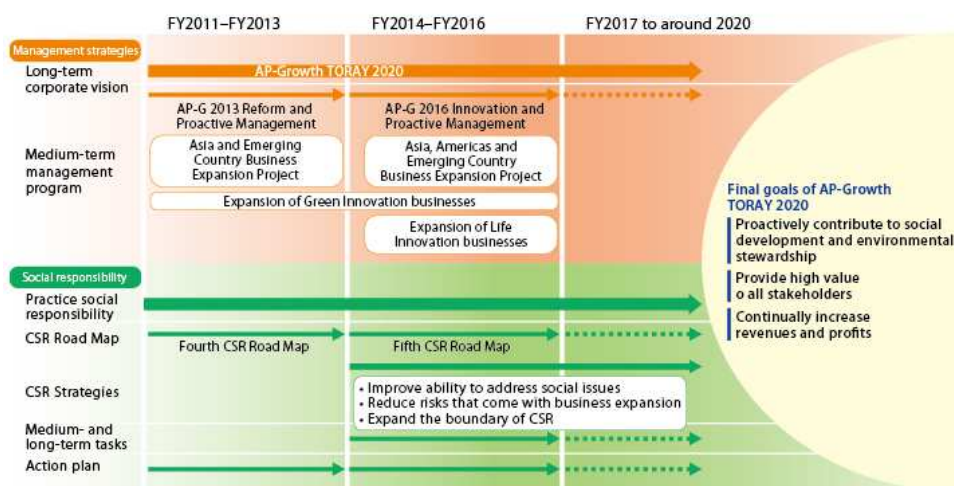 FY2011–FY2013
FY2014–FY2016
FY2017 to around 2020
Management strategies
Long-term
corporate vision
AP-Growth TORAY 2020
AP-G 2013 Reform and
Proactive Management
AP-G 2016 Innovation and
Proactive Management
Medium-term
management
program
Asia and Emerging
Country Business
Expansion Project
Asia, Americas and
Emerging Country
Business Expansion Project
Expansion of Green Innovation businesses
Expansion of Life
Innovation businesses
Final goals of AP-Growth
TORAY 2020
Proactively contribute to social
development and environmental
stewardship
Provide high value
o all stakeholders
Continually increase
revenues and profits
Social responsibility
Practice social
responsibility
CSR Road Map
Fourth CSR Road Map
Fifth CSR Road Map
CSR Strategies
• Improve ability to address social issues
• Reduce risks that come with business expansion
• Expand the boundary of CSR
Medium- and
long-term tasks
Action plan